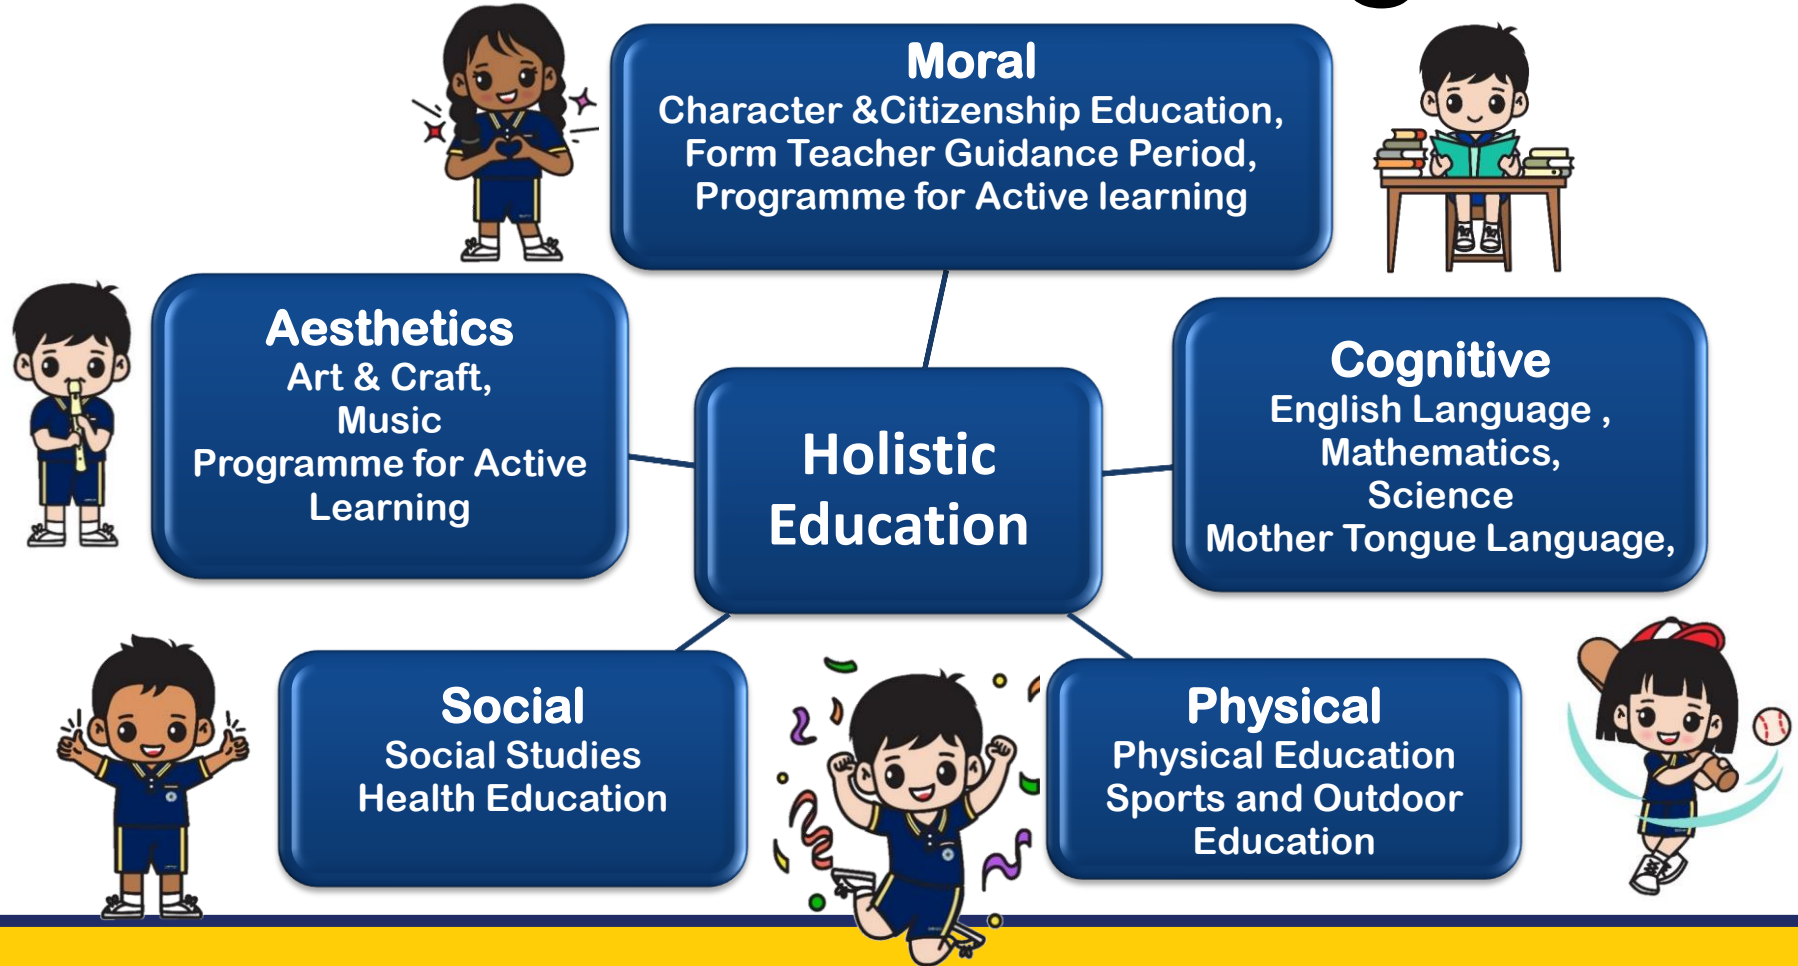 Moral
Character &Citizenship Education,
Form Teacher Guidance Period,
Programme for Active learning
Aesthetics
Art & Craft,
Music
Programme for Active
Learning
Holistic
Education
Cognitive
English Language ,
Mathematics,
Science
Mother Tongue Language,
Social
Social Studies
Health Education
Physical
Physical Education
Sports and Outdoor
Education